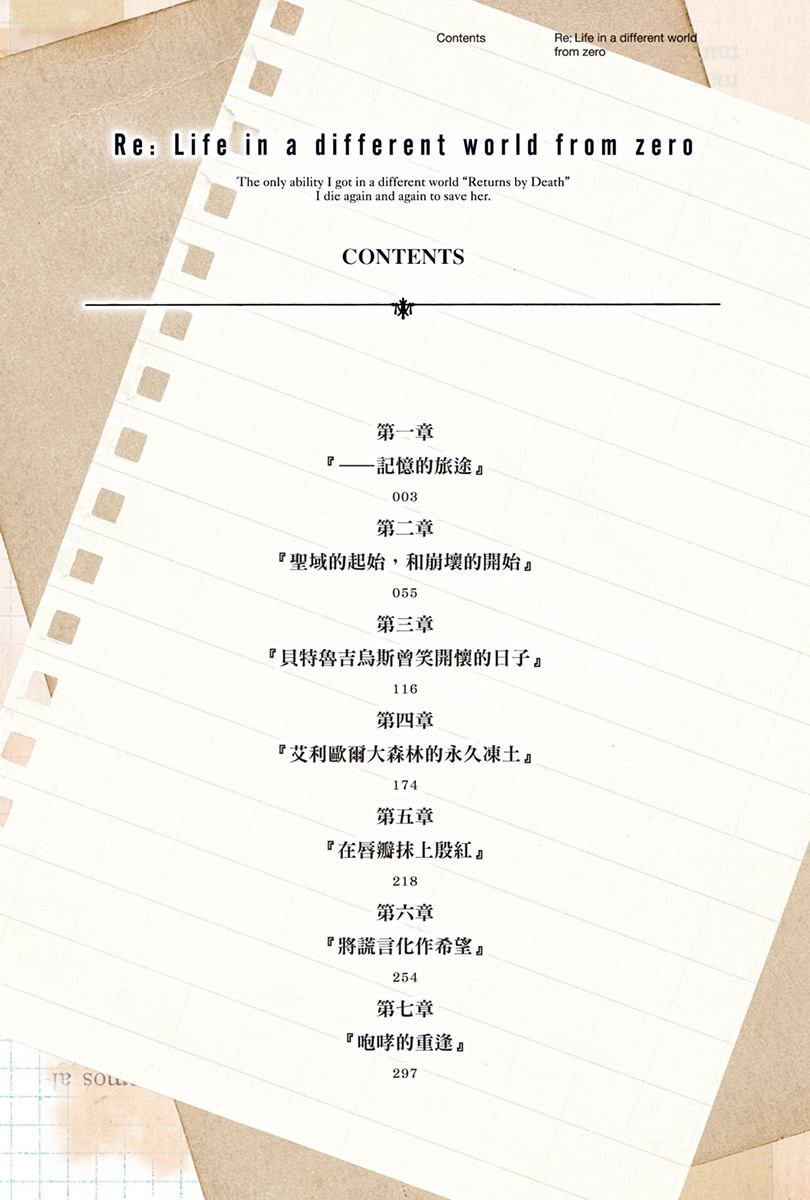 Contents
Re: Life in a different world
from zero
Re: Life in a different world from zero
The only ability I got in a different world “Returns by Death”
I die again and again to save her.
CONTENTS
第一章
『——記憶的旅途』
003
第二章
『聖域的起始，和崩壞的開始』
055
第三章
『貝特魯吉烏斯曾笑開懷的日子』
116
第四章
『艾利歐爾大森林的永久凍土』
174
第五章
『在唇瓣抹上殷紅』
218
第六章
『將謊言化作希望』
254
第七章
『咆哮的重逢』
297